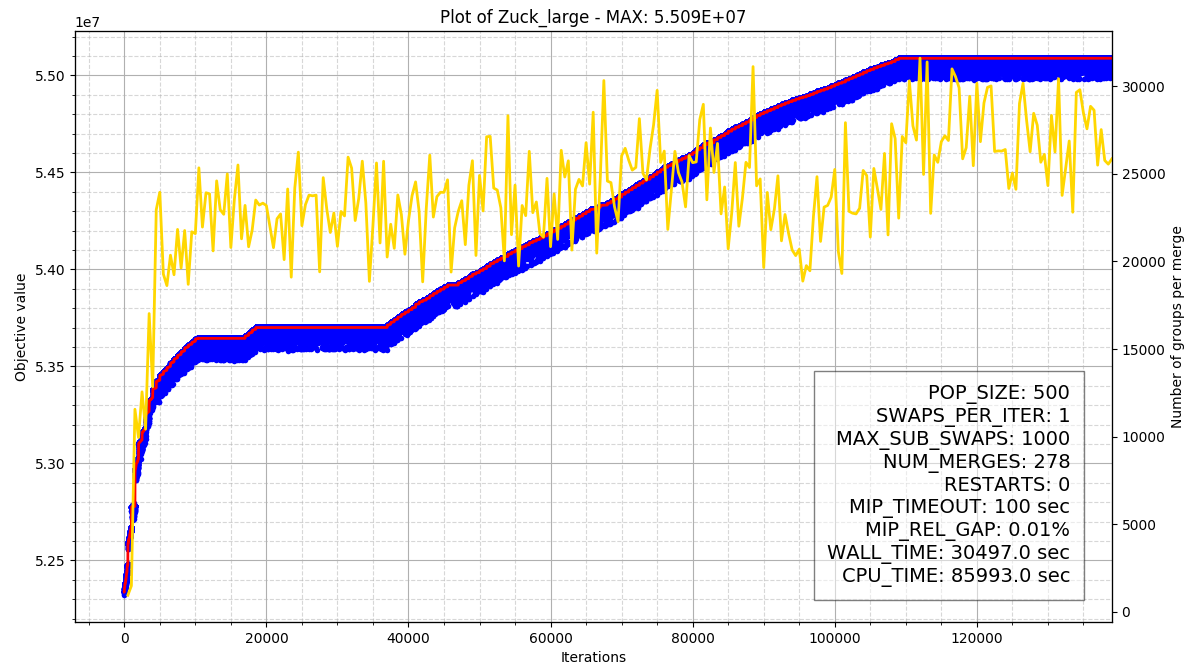 Plot of Zuck_large - MAX: 5.509E+07
1e7
5.50
5.45
5.40
5.35
5.30
5.25
Objective value
30000
25000
20000
15000
10000
5000
0
Number of groups per merge
POP_SIZE: 500
SWAPS_PER_ITER: 1
MAX_SUB_SWAPS: 1000
NUM_MERGES: 278
RESTARTS: 0
MIP_TIMEOUT: 100 sec
MIP_REL_GAP: 0.01%
WALL_TIME: 30497.0 sec
CPU_TIME: 85993.0 sec
0 20000 40000 60000 80000 100000 120000
Iterations